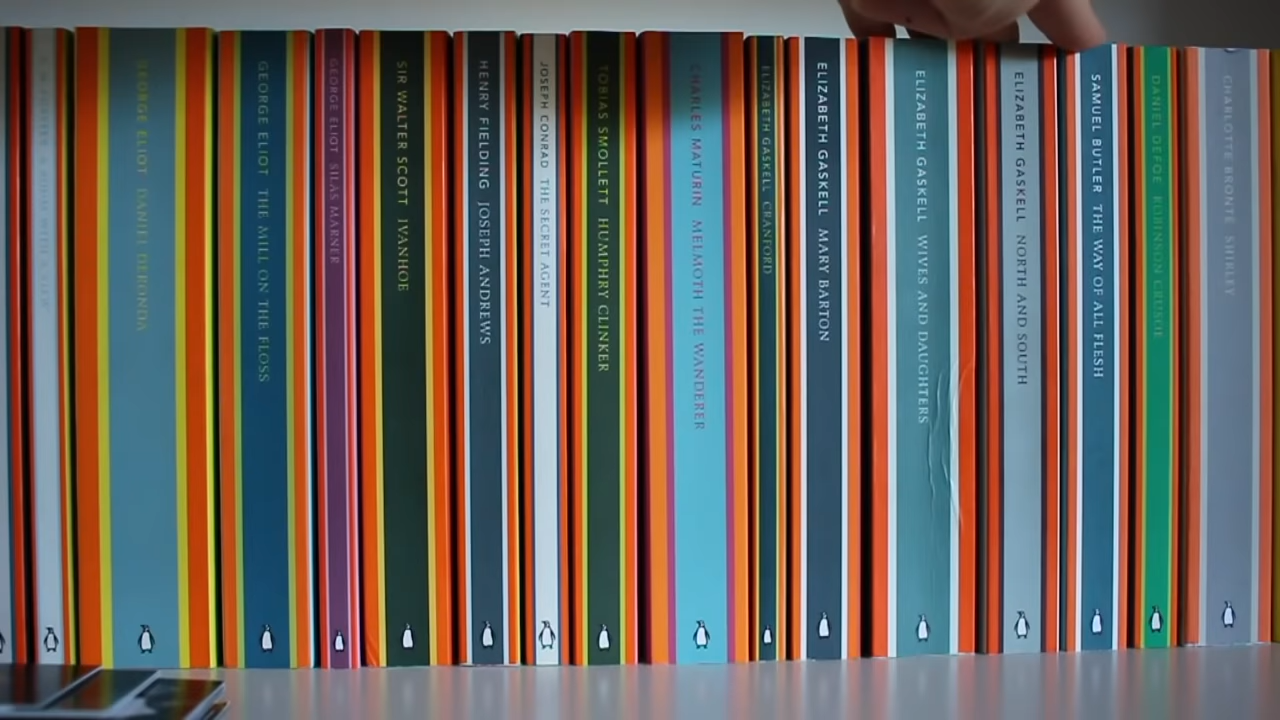 A ROOM WITH A VIEW
GEORGE ELIOT DANIEL DERONDA
GEORGE ELIOT THE MILL ON THE FLOSS
GEORGE ELIOT SILAS MARNER
SIR WALTER SCOTT IVANHOE
HENRY FIELDING JOSEPH ANDREWS
JOSEPH CONRAD THE SECRET AGENT
TOBIAS SMOLLETT HUMPHRY CLINKER
CHARLES MATURIN MELMOTH THE WANDERER
ELIZABETH GASKELL CRANFORD
ELIZABETH GASKELL MARY BARTON
ELIZABETH GASKELL WIVES AND DAUGHTERS
ELIZABETH GASKELL NORTH AND SOUTH
SAMUEL BUTLER THE WAY OF ALL FLESH
DANIEL DEFOE ROBINSON CRUSOE
CHARLOTTE BRONTË SHIRLEY